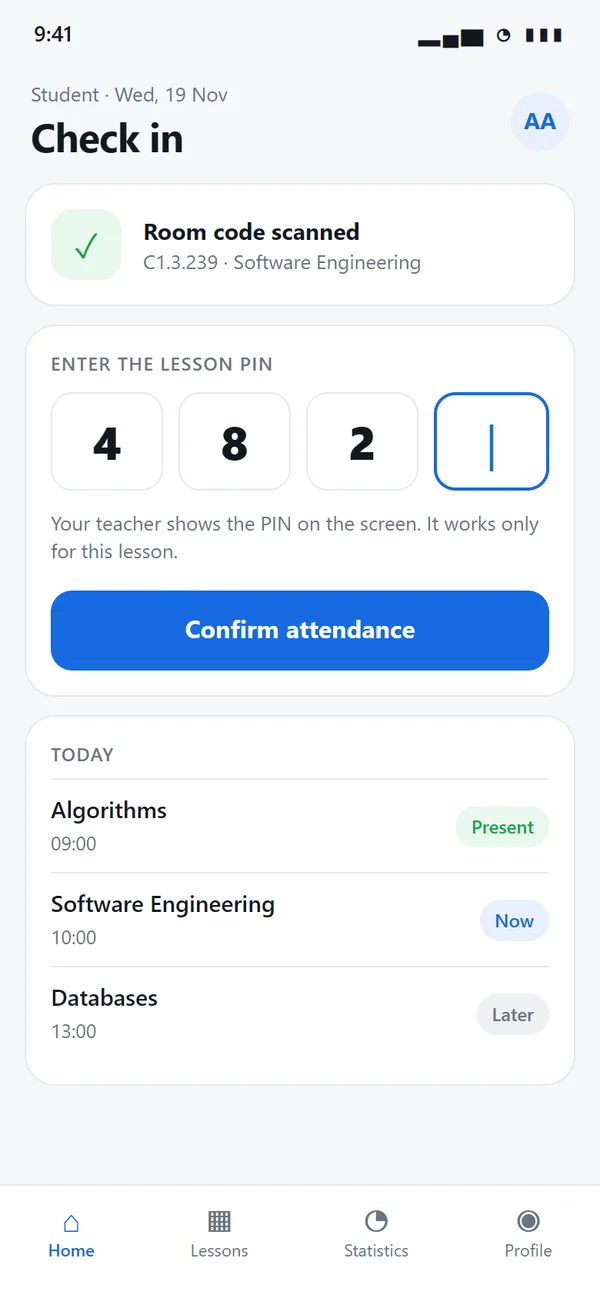 9:41
Student · Wed, 19 Nov
Check in
AA
Room code scanned
C1.3.239 · Software Engineering
ENTER THE LESSON PIN
4 8 2
Your teacher shows the PIN on the screen. It works only
for this lesson.
Confirm attendance
TODAY
Algorithms
09:00
Present
Software Engineering
10:00
Now
Databases
13:00
Later
Home Lessons Statistics Profile